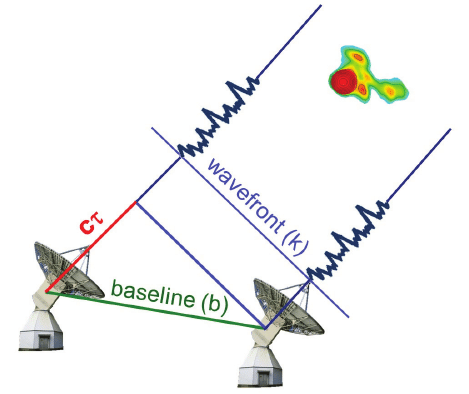 wavefront (k)
cτ
baseline (b)